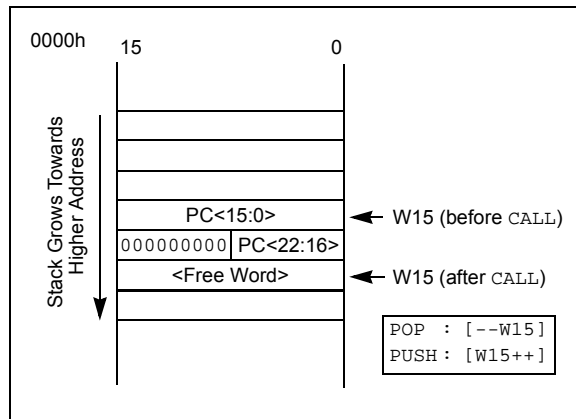 0000h
15 0
Stack Grows Towards
Higher Address
PC<15:0>
W15 (before CALL)
000000000 PC<22:16>
<Free Word>
W15 (after CALL)
POP : [--W15]
PUSH : [W15++]